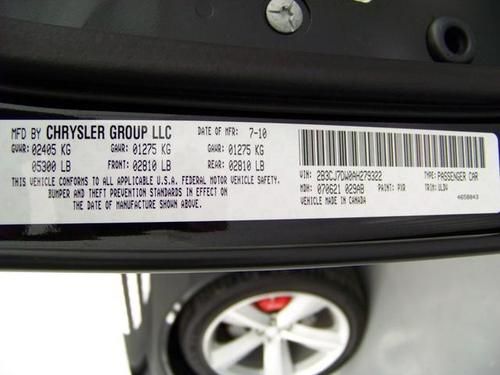 MFD BY CHRYSLER GROUP LLC DATE OF MFR: 7-10
GVWR: 02405 KG GAWR: 01275 KG GAWR: 01275 KG
05300 LB FRONT: 02810 LB REAR: 02810 LB
THIS VEHICLE CONFORMS TO ALL APPLICABLE U.S.A. FEDERAL MOTOR VEHICLE SAFETY,
BUMPER AND THEFT PREVENTION STANDARDS IN EFFECT ON
THE DATE OF MANUFACTURE SHOWN ABOVE.
VIN: 2B3CJ7DW0AH279322 TYPE: PASSENGER CAR
MDH: 070621 029AB PAINT: PXR TRIM: ULDV
VEHICLE MADE IN CANADA 4658043